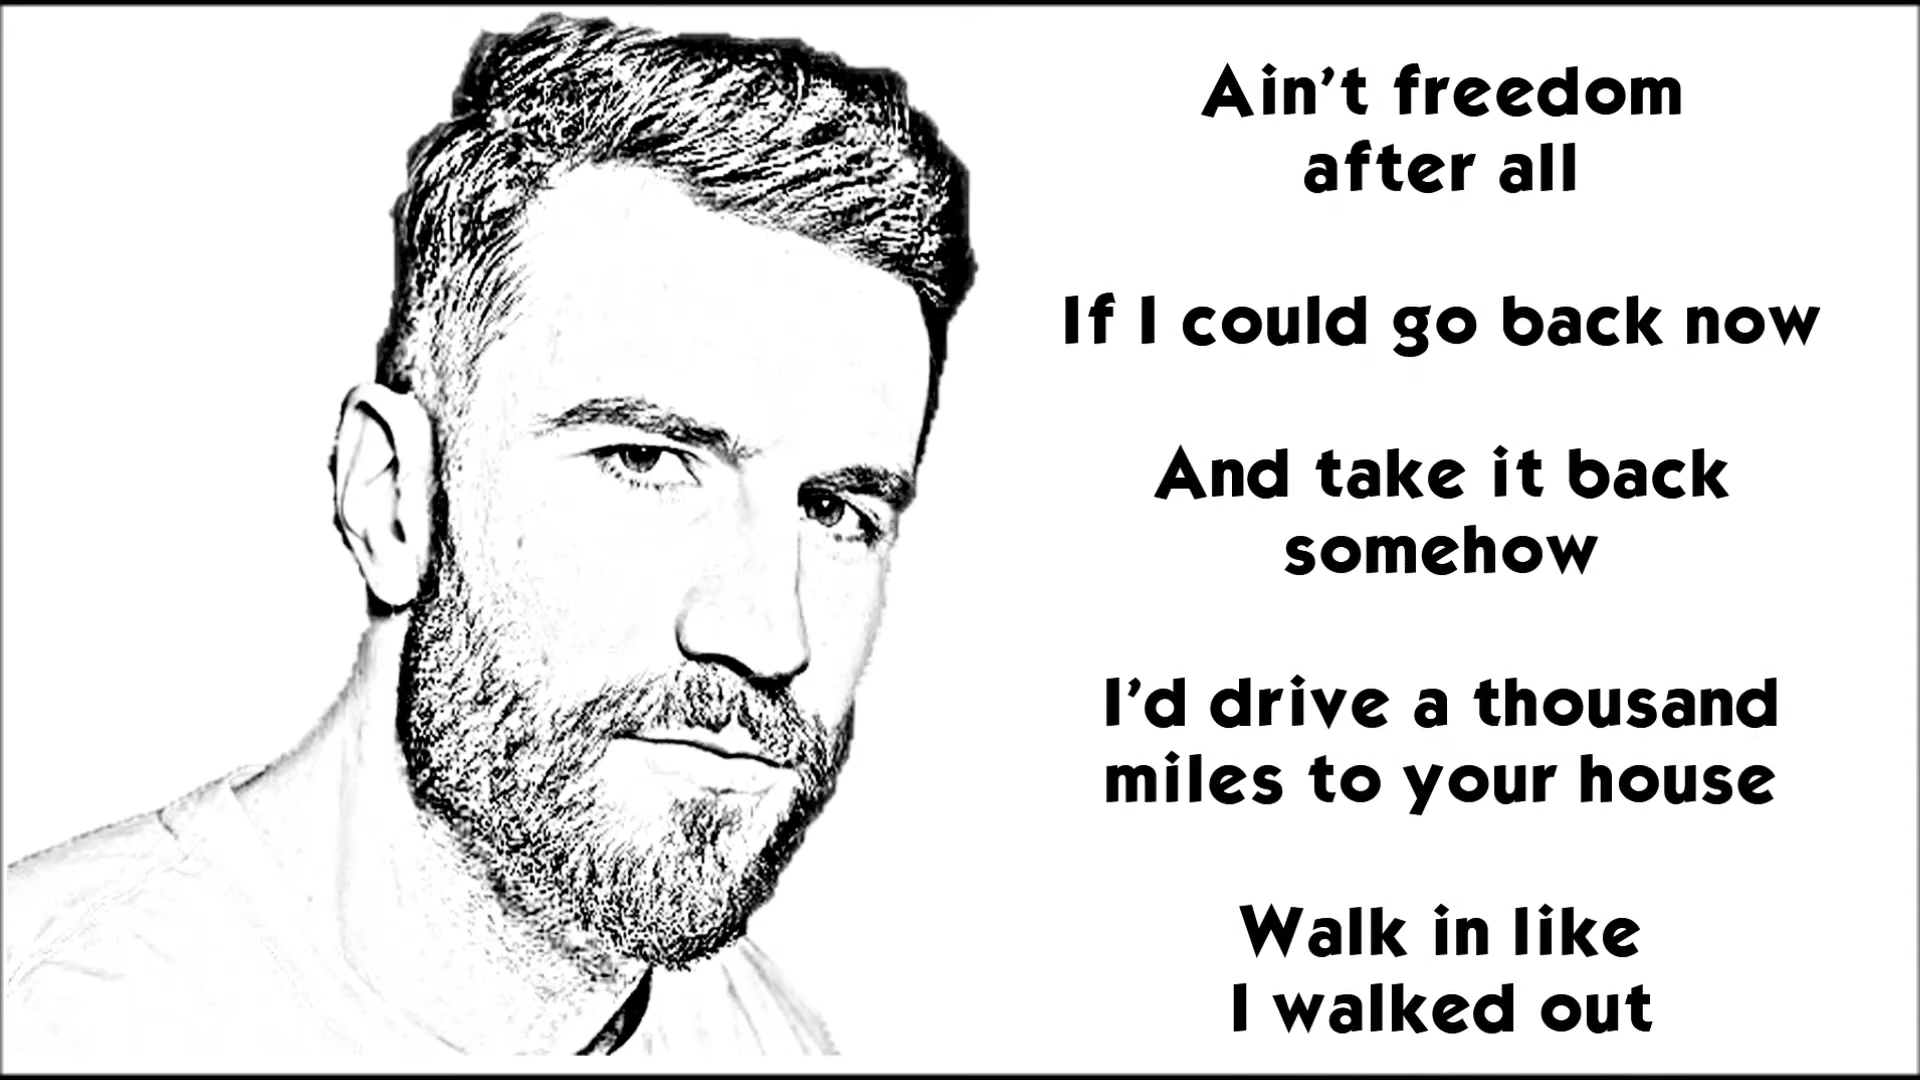 Ain't freedom
after all
If I could go back now
And take it back
somehow
I'd drive a thousand
miles to your house
Walk in like
I walked out